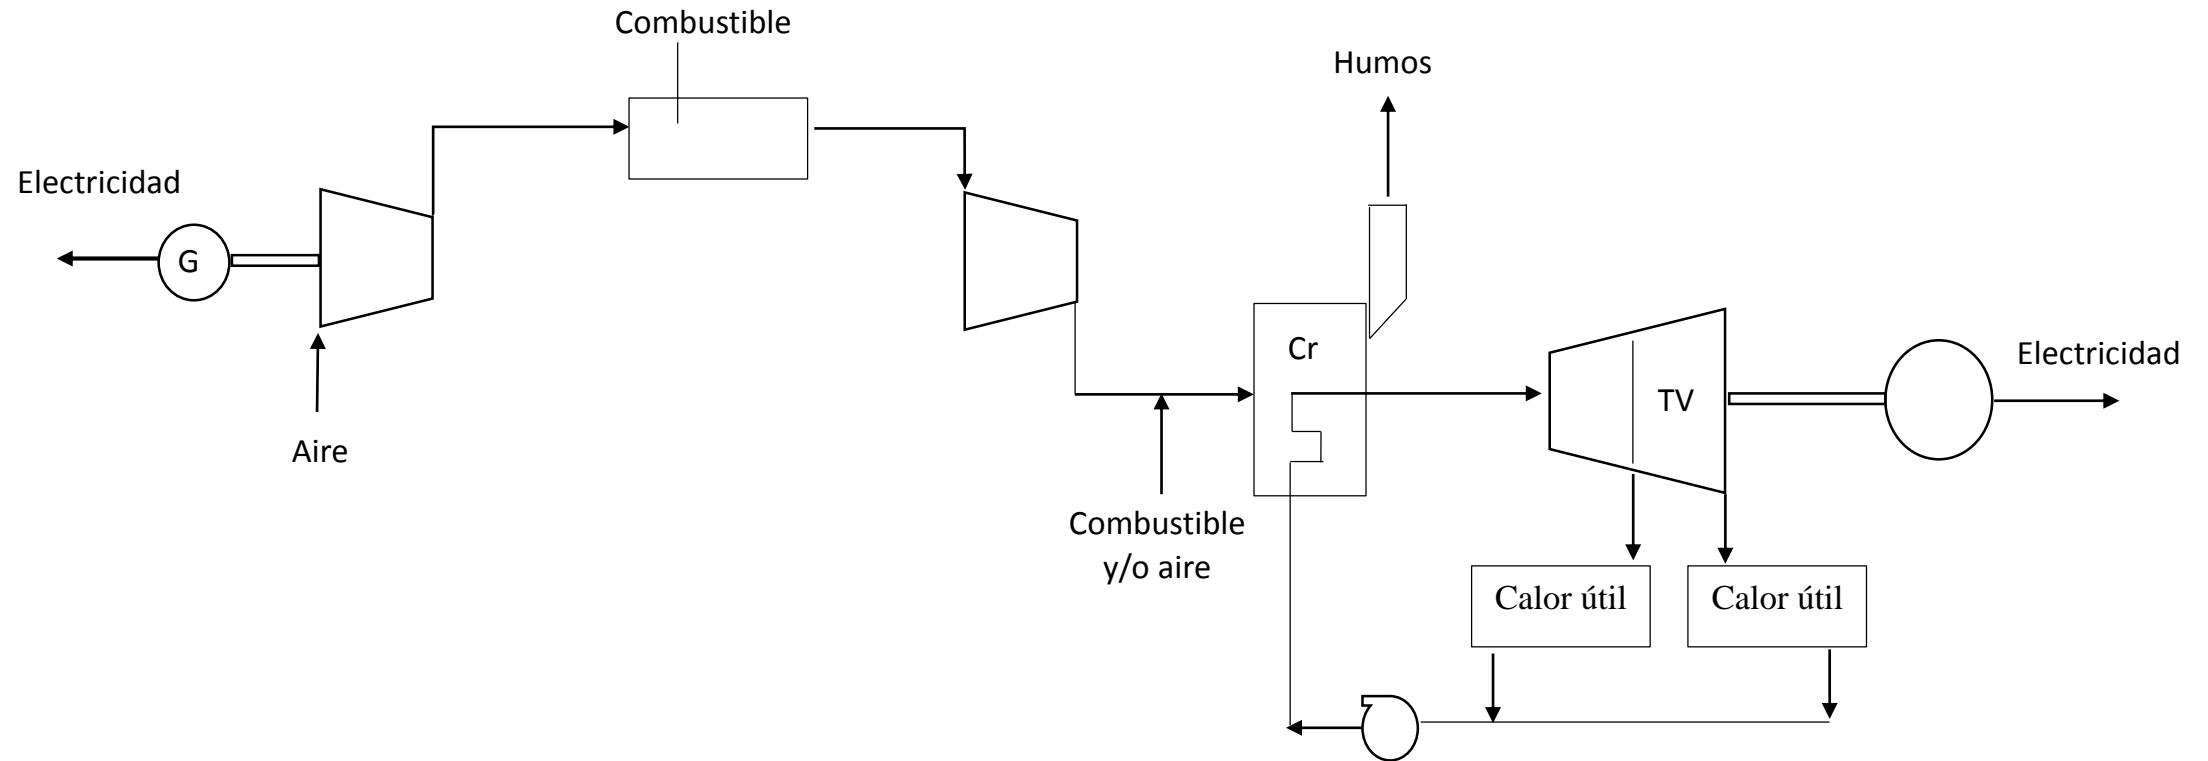 Combustible
Humos
Electricidad
G
Aire
Cr
Electricidad
TV
Combustible
y/o aire
Calor útil
Calor útil